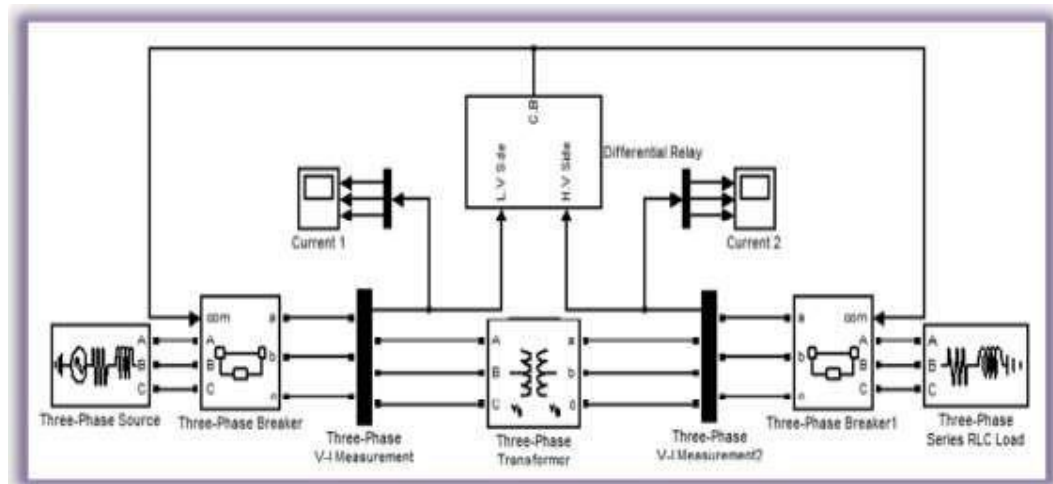 C.B
L.V Side
H.V Side
Differential Relay
Current 1
Current 2
com
a
b
A
B
C
Three-Phase Source
A
B
C
Three-Phase Breaker
Three-Phase
V-I Measurement
A
B
C
a
b
Three-Phase
Transformer
Three-Phase
V-I Measurement2
a
b
com
A
B
C
Three-Phase Breaker1
A
B
C
Three-Phase
Series RLC Load